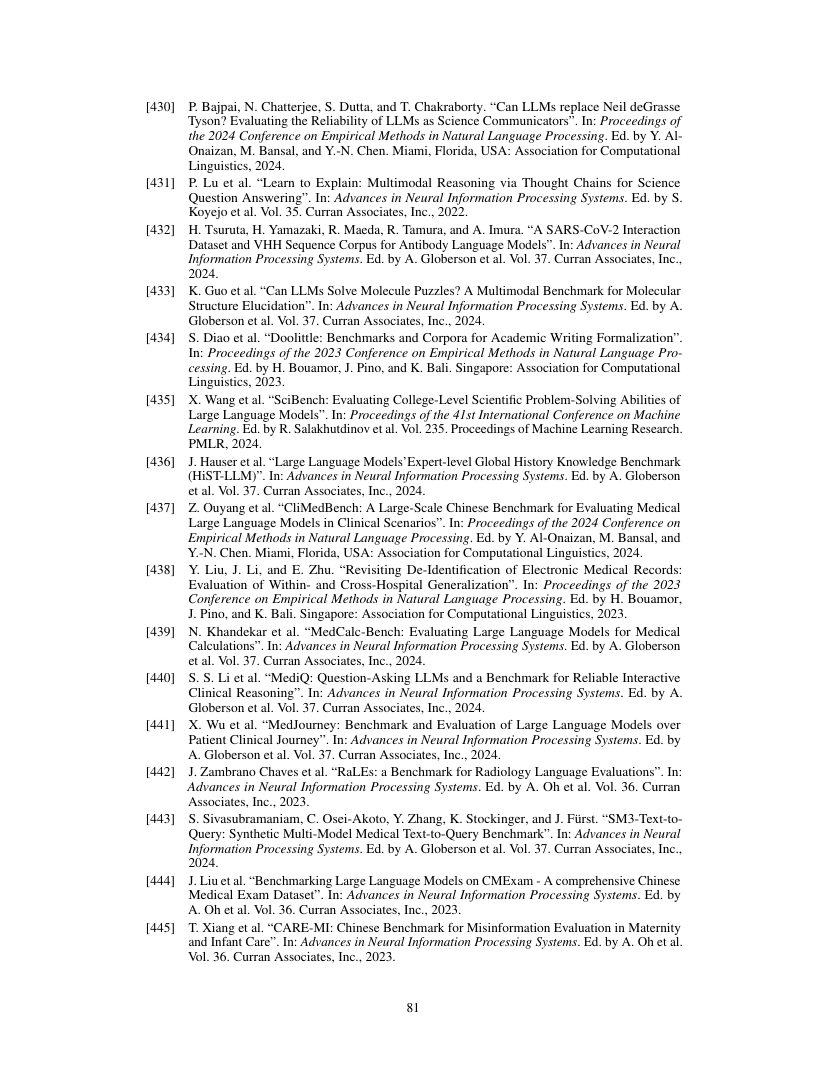 [430] P. Bajpai, N. Chatterjee, S. Dutta, and T. Chakraborty. “Can LLMs replace Neil deGrasse
Tyson? Evaluating the Reliability of LLMs as Science Communicators”. In: Proceedings of
the 2024 Conference on Empirical Methods in Natural Language Processing. Ed. by Y. Al-
Onaizan, M. Bansal, and Y.-N. Chen. Miami, Florida, USA: Association for Computational
Linguistics, 2024.
[431] P. Lu et al. “Learn to Explain: Multimodal Reasoning via Thought Chains for Science
Question Answering”. In: Advances in Neural Information Processing Systems. Ed. by S.
Koyejo et al. Vol. 35. Curran Associates, Inc., 2022.
[432] H. Tsuruta, H. Yamazaki, R. Maeda, R. Tamura, and A. Imura. “A SARS-CoV-2 Interaction
Dataset and VHH Sequence Corpus for Antibody Language Models”. In: Advances in Neural
Information Processing Systems. Ed. by A. Globerson et al. Vol. 37. Curran Associates, Inc.,
2024.
[433] K. Guo et al. “Can LLMs Solve Molecule Puzzles? A Multimodal Benchmark for Molecular
Structure Elucidation”. In: Advances in Neural Information Processing Systems. Ed. by A.
Globerson et al. Vol. 37. Curran Associates, Inc., 2024.
[434] S. Diao et al. “Doolittle: Benchmarks and Corpora for Academic Writing Formalization”.
In: Proceedings of the 2023 Conference on Empirical Methods in Natural Language Pro-
cessing. Ed. by H. Bouamor, J. Pino, and K. Bali. Singapore: Association for Computational
Linguistics, 2023.
[435] X. Wang et al. “SciBench: Evaluating College-Level Scientific Problem-Solving Abilities of
Large Language Models”. In: Proceedings of the 41st International Conference on Machine
Learning. Ed. by R. Salakhutdinov et al. Vol. 235. Proceedings of Machine Learning Research.
PMLR, 2024.
[436] J. Hauser et al. “Large Language Models’Expert-level Global History Knowledge Benchmark
(HiST-LLM)”. In: Advances in Neural Information Processing Systems. Ed. by A. Globerson
et al. Vol. 37. Curran Associates, Inc., 2024.
[437] Z. Ouyang et al. “CliMedBench: A Large-Scale Chinese Benchmark for Evaluating Medical
Large Language Models in Clinical Scenarios”. In: Proceedings of the 2024 Conference on
Empirical Methods in Natural Language Processing. Ed. by Y. Al-Onaizan, M. Bansal, and
Y.-N. Chen. Miami, Florida, USA: Association for Computational Linguistics, 2024.
[438] Y. Liu, J. Li, and E. Zhu. “Revisiting De-Identification of Electronic Medical Records:
Evaluation of Within- and Cross-Hospital Generalization”. In: Proceedings of the 2023
Conference on Empirical Methods in Natural Language Processing. Ed. by H. Bouamor,
J. Pino, and K. Bali. Singapore: Association for Computational Linguistics, 2023.
[439] N. Khandekar et al. “MedCalc-Bench: Evaluating Large Language Models for Medical
Calculations”. In: Advances in Neural Information Processing Systems. Ed. by A. Globerson
et al. Vol. 37. Curran Associates, Inc., 2024.
[440] S. S. Li et al. “MediQ: Question-Asking LLMs and a Benchmark for Reliable Interactive
Clinical Reasoning”. In: Advances in Neural Information Processing Systems. Ed. by A.
Globerson et al. Vol. 37. Curran Associates, Inc., 2024.
[441] X. Wu et al. “MedJourney: Benchmark and Evaluation of Large Language Models over
Patient Clinical Journey”. In: Advances in Neural Information Processing Systems. Ed. by
A. Globerson et al. Vol. 37. Curran Associates, Inc., 2024.
[442] J. Zambrano Chaves et al. “RaLEs: a Benchmark for Radiology Language Evaluations”. In:
Advances in Neural Information Processing Systems. Ed. by A. Oh et al. Vol. 36. Curran
Associates, Inc., 2023.
[443] S. Sivasubramaniam, C. Osei-Akoto, Y. Zhang, K. Stockinger, and J. Fürst. “SM3-Text-to-
Query: Synthetic Multi-Model Medical Text-to-Query Benchmark”. In: Advances in Neural
Information Processing Systems. Ed. by A. Globerson et al. Vol. 37. Curran Associates, Inc.,
2024.
[444] J. Liu et al. “Benchmarking Large Language Models on CMExam - A comprehensive Chinese
Medical Exam Dataset”. In: Advances in Neural Information Processing Systems. Ed. by
A. Oh et al. Vol. 36. Curran Associates, Inc., 2023.
[445] T. Xiang et al. “CARE-MI: Chinese Benchmark for Misinformation Evaluation in Maternity
and Infant Care”. In: Advances in Neural Information Processing Systems. Ed. by A. Oh et al.
Vol. 36. Curran Associates, Inc., 2023.
81